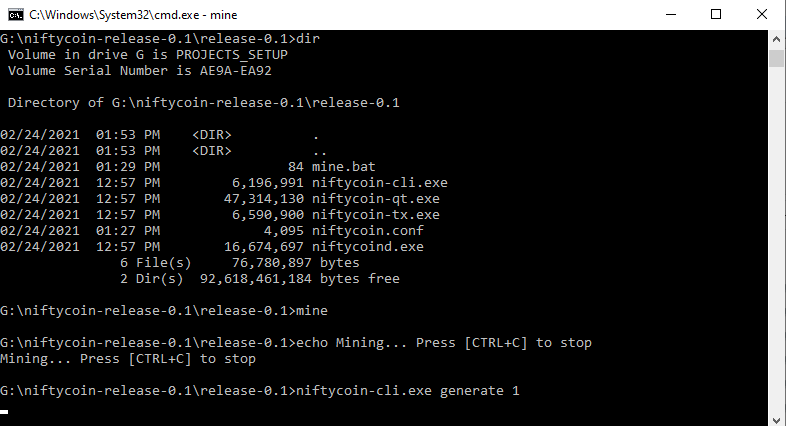 C:\Windows\System32\cmd.exe - mine
G:\niftycoin-release-0.1\release-0.1>dir
Volume in drive G is PROJECTS_SETUP
Volume Serial Number is AE9A-EA92
Directory of G:\niftycoin-release-0.1\release-0.1
02/24/2021  01:53 PM    <DIR>          .
02/24/2021  01:53 PM    <DIR>          ..
02/24/2021  01:29 PM                84 mine.bat
02/24/2021  12:57 PM         6,196,991 niftycoin-cli.exe
02/24/2021  12:57 PM        47,314,130 niftycoin-qt.exe
02/24/2021  12:57 PM         6,590,900 niftycoin-tx.exe
02/24/2021  01:27 PM             4,095 niftycoin.conf
02/24/2021  12:57 PM        16,674,697 niftycoind.exe
6 File(s)     76,780,897 bytes
2 Dir(s)  92,618,461,184 bytes free
G:\niftycoin-release-0.1\release-0.1>mine
G:\niftycoin-release-0.1\release-0.1>echo Mining... Press [CTRL+C] to stop
Mining... Press [CTRL+C] to stop
G:\niftycoin-release-0.1\release-0.1>niftycoin-cli.exe generate 1